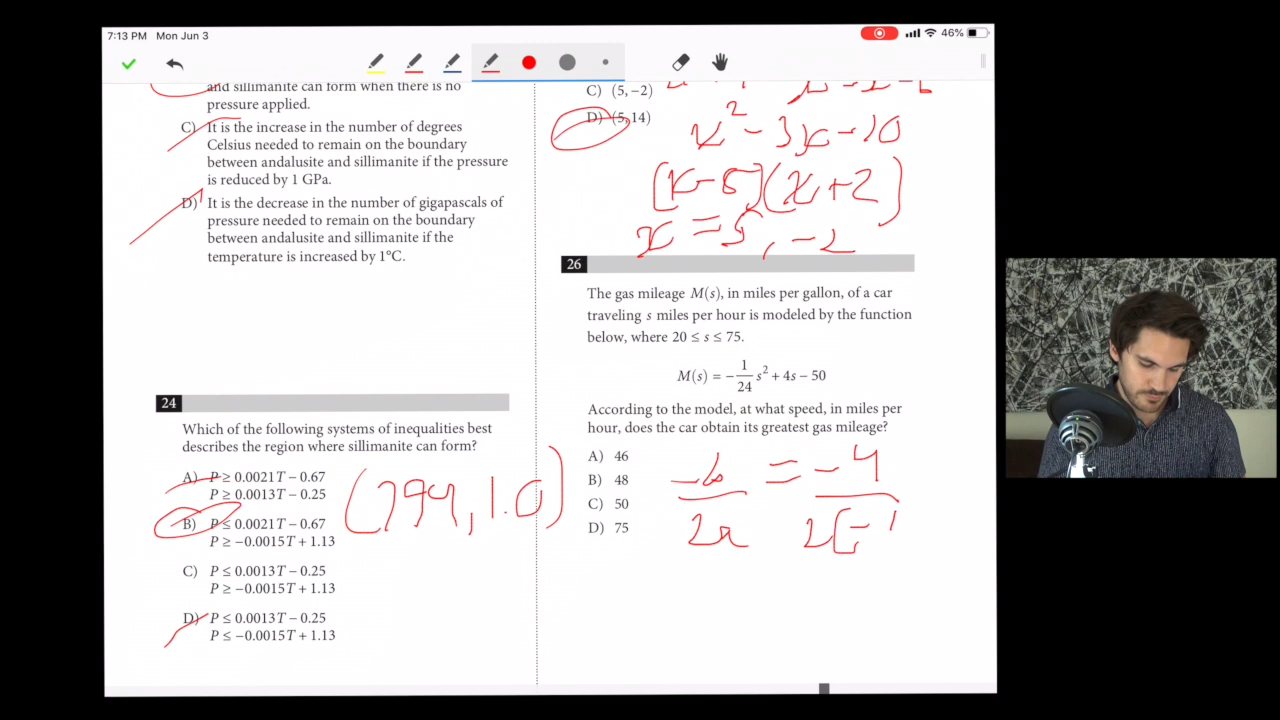 7:13 PM Mon Jun 3
46%
and sillimanite can form when there is no
pressure applied.
C) It is the increase in the number of degrees
Celsius needed to remain on the boundary
between andalusite and sillimanite if the pressure
is reduced by 1 GPa.
D) It is the decrease in the number of gigapascals of
pressure needed to remain on the boundary
between andalusite and sillimanite if the
temperature is increased by 1°C.
24
Which of the following systems of inequalities best
describes the region where sillimanite can form?
A) P ≥ 0.0021T − 0.67
P ≥ 0.0013T − 0.25
B) P ≤ 0.0021T − 0.67
P ≥ −0.0015T + 1.13
C) P ≤ 0.0013T − 0.25
P ≥ −0.0015T + 1.13
D) P ≤ 0.0013T − 0.25
P ≤ −0.0015T + 1.13
(794, 1.0)
C) (5, −2)
D) (5, 14)
x² − 3x − 10
(x − 5)(x + 2)
x = 5, −2
26
The gas mileage M(s), in miles per gallon, of a car
traveling s miles per hour is modeled by the function
below, where 20 ≤ s ≤ 75.
M(s) = −1/24 s² + 4s − 50
According to the model, at what speed, in miles per
hour, does the car obtain its greatest gas mileage?
A) 46
B) 48
C) 50
D) 75
−b/2a = −4/2(−1